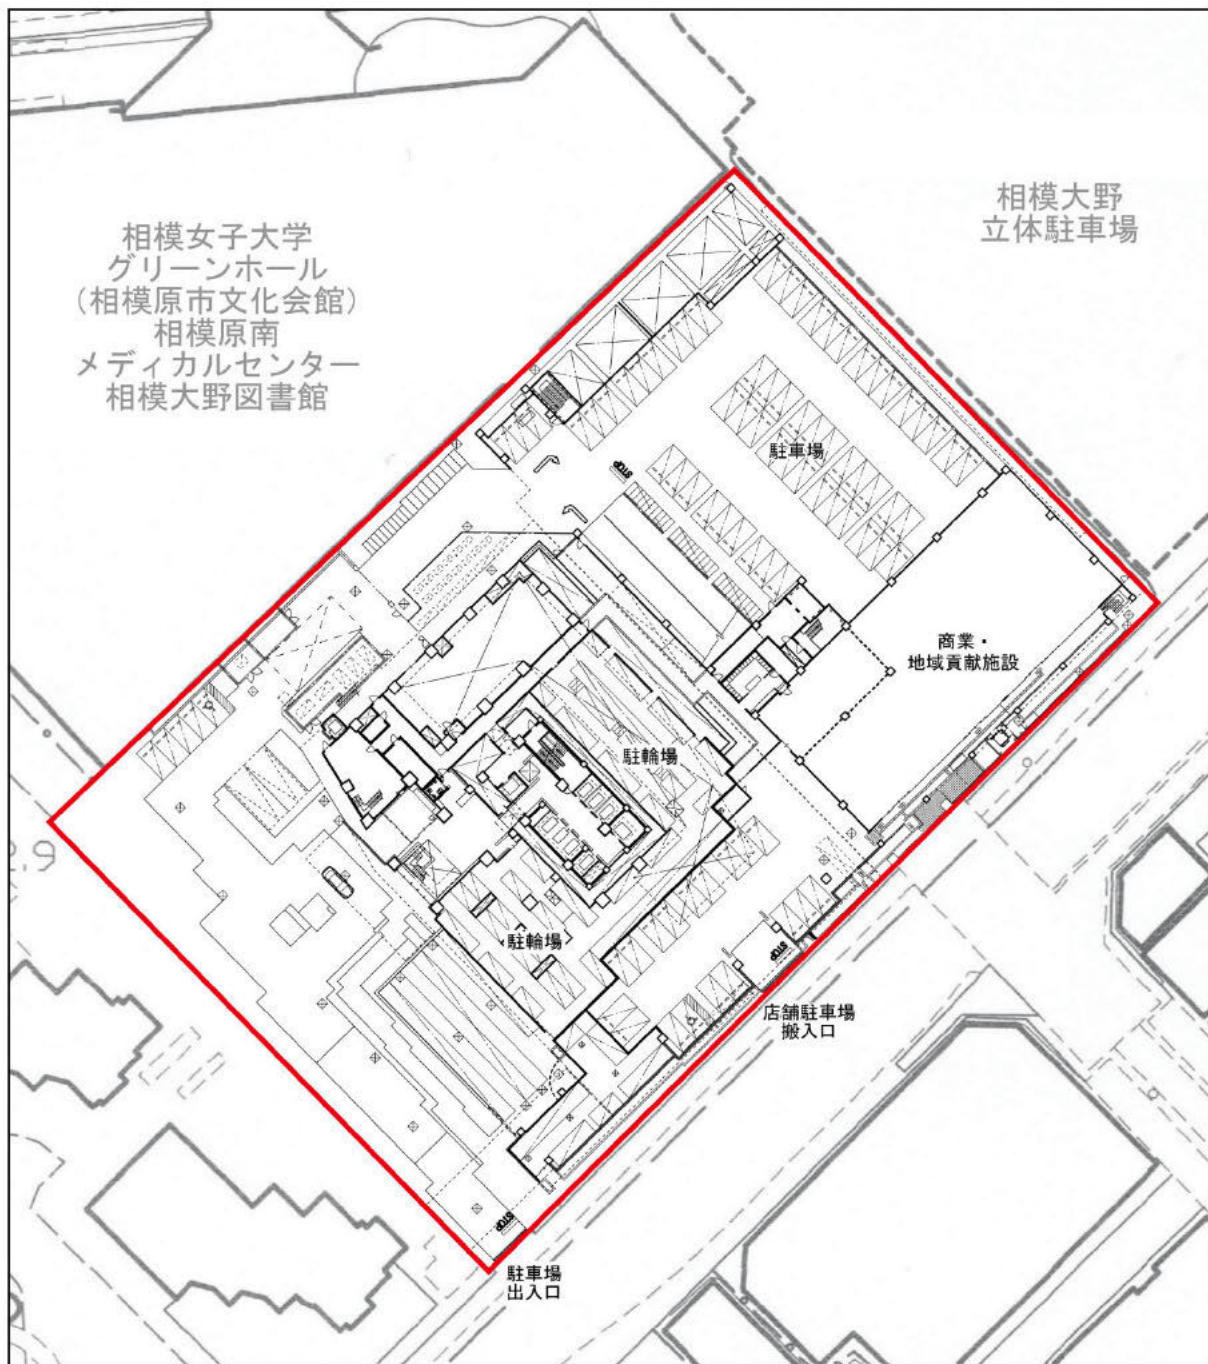 相模女子大学
グリーンホール
(相模原市文化会館)
相模原南
メディカルセンター
相模大野図書館
相模大野
立体駐車場
駐車場
STOP
商業・
地域貢献施設
駐輪場
駐輪場
STOP
店舗駐車場
搬入口
STOP
駐車場
出入口